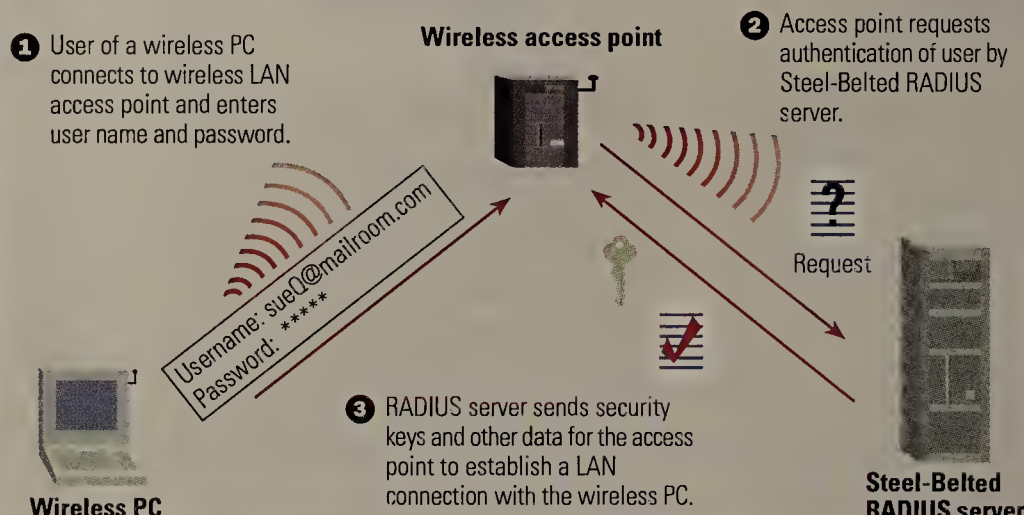 1 User of a wireless PC
connects to wireless LAN
access point and enters
user name and password.
Wireless access point
2 Access point requests
authentication of user by
Steel-Belted RADIUS
server.
Username: sueQ@mailroom.com
Password: *****
?
Request
3 RADIUS server sends security
keys and other data for the access
point to establish a LAN
connection with the wireless PC.
Wireless PC
Steel-Belted
RADIUS server